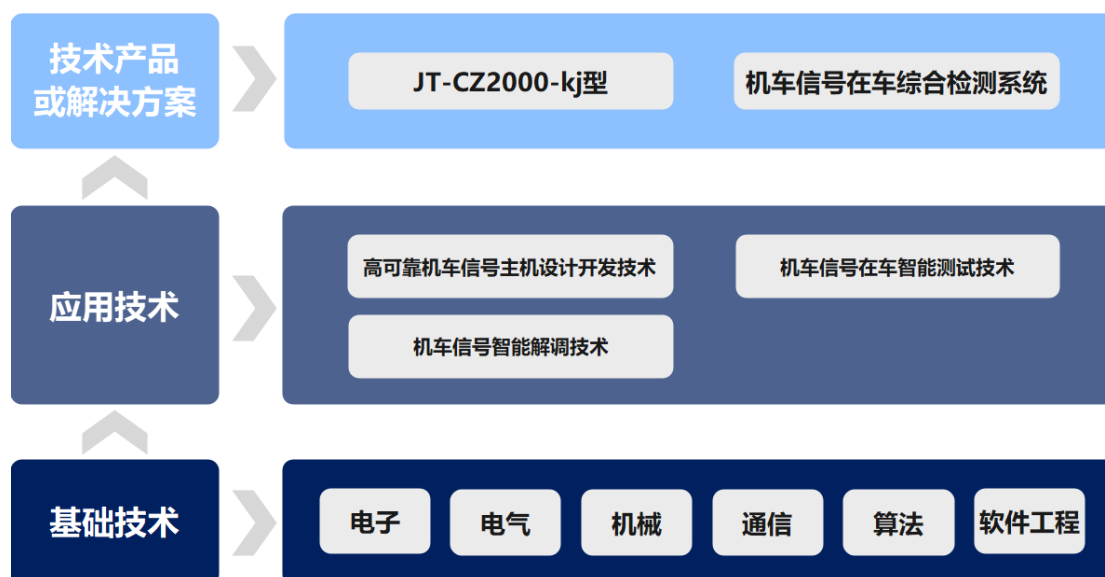 技术产品
或解决方案
JT-CZ2000-kj型
机车信号在车综合检测系统
应用技术
高可靠机车信号主机设计开发技术
机车信号在车智能测试技术
机车信号智能解调技术
基础技术
电子
电气
机械
通信
算法
软件工程